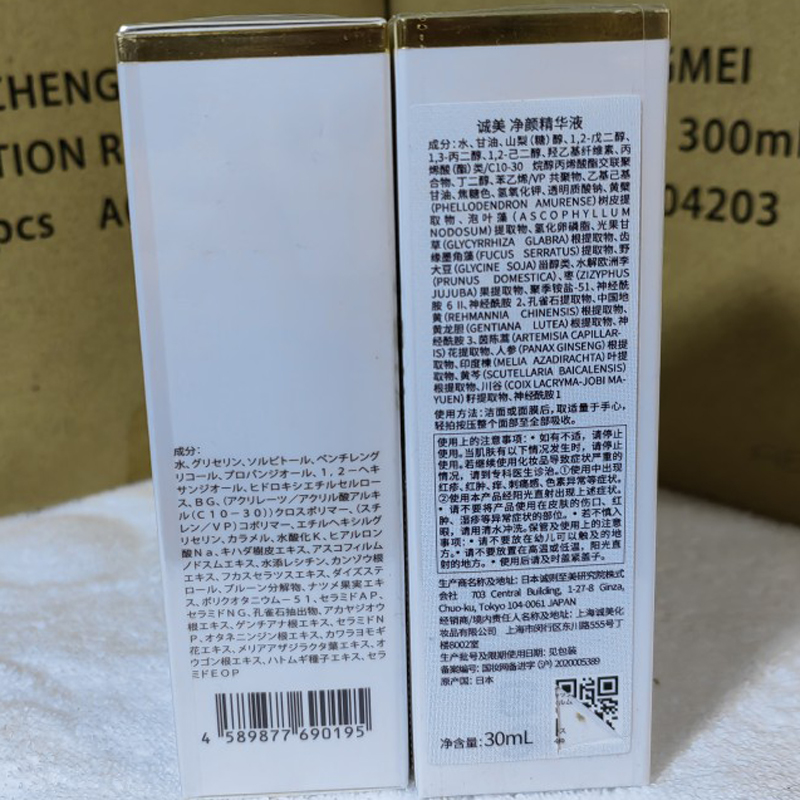 ZHENG
TION R
pcs A
GMEI
300ml
04203
成分:
水、グリセリン、ソルビトール、ペンチレング
リコール、プロパンジオール、1,2-ヘキ
サンジオール、ヒドロキシエチルセルロー
ス、BG、(アクリレーツ/アクリル酸アルキ
ル(C10-30))クロスポリマー、(スチ
レン/VP)コポリマー、エチルヘキシルグ
リセリン、カラメル、水酸化K、ヒアルロン
酸Na、キハダ樹皮エキス、アスコフィルム
ノドスムエキス、水添レシチン、カンゾウ根
エキス、フカスセラツスエキス、ダイズステ
ロール、プルーン分解物、ナツメ果実エキ
ス、ポリクオタニウム-51、セラミドAP、
セラミドNG、孔雀石抽出物、アカヤジオウ
根エキス、ゲンチアナ根エキス、セラミドN
P、オタネニンジン根エキス、カワラヨモギ
花エキス、メリアアザジラクタ葉エキス、オ
ウゴン根エキス、ハトムギ種子エキス、セラ
ミドEOP
4 589877 690195
诚美 净颜精华液
成分:水、甘油、山梨(糖)醇、1,2-戊二醇、
1,3-丙二醇、1,2-己二醇、羟乙基纤维素、丙
烯酸(酯)类/C10-30 烷醇丙烯酸酯交联聚
合物、丁二醇、苯乙烯/VP 共聚物、乙基己基
甘油、焦糖色、氢氧化钾、透明质酸钠、黄檗
(PHELLODENDRON AMURENSE)树皮提
取物、泡叶藻(ASCOPHYLLUM
NODOSUM)提取物、氢化卵磷脂、光果甘
草(GLYCYRRHIZA GLABRA)根提取物、齿
缘墨角藻(FUCUS SERRATUS)提取物、野
大豆(GLYCINE SOJA)甾醇类、水解欧洲李
(PRUNUS DOMESTICA)、枣(ZIZYPHUS
JUJUBA)果提取物、聚季铵盐-51、神经酰
胺 6 II、神经酰胺 2、孔雀石提取物、中国地
黄(REHMANNIA CHINENSIS)根提取物、
黄龙胆(GENTIANA LUTEA)根提取物、神
经酰胺 3、茵陈蒿(ARTEMISIA CAPILLAR-
IS)花提取物、人参(PANAX GINSENG)根提
取物、印度楝(MELIA AZADIRACHTA)叶提
取物、黄芩(SCUTELLARIA BAICALENSIS)
根提取物、川谷(COIX LACRYMA-JOBI MA-
YUEN)籽提取物、神经酰胺1
使用方法:洁面或面膜后,取适量于手心,
轻拍按压整个面部至全部吸收。
使用上的注意事项:•如有不适,请停止
使用。当肌肤有以下情况发生时,请停止
使用。若继续使用化妆品导致症状严重的
情况,请到专科医生诊治。①使用中出现
红疹、红肿、痒、刺痛感、色素异常等症状。
②使用本产品经阳光直射出现上述症状。
•请不要将产品使用在皮肤的伤口、红
肿、湿疹等异常症状的部位。•若不慎入
眼,请用清水冲洗。保管及使用上的注意
事项:•请不要放在幼儿可以触及的地
方。•请不要放置在高温或低温,阳光直
射的地方。•使用后请及时盖紧盖子。
生产商名称及地址:日本诚则至美研究院株式
会社 703 Central Building, 1-27-8 Ginza,
Chuo-ku, Tokyo 104-0061 JAPAN
经销商/境内责任人名称及地址:上海诚美化
妆品有限公司 上海市闵行区东川路555号丁
楼8002室
生产批号及限期使用日期:见包装
备案编号:国妆网备进字(沪)2020005389
原产国:日本
净含量:30mL